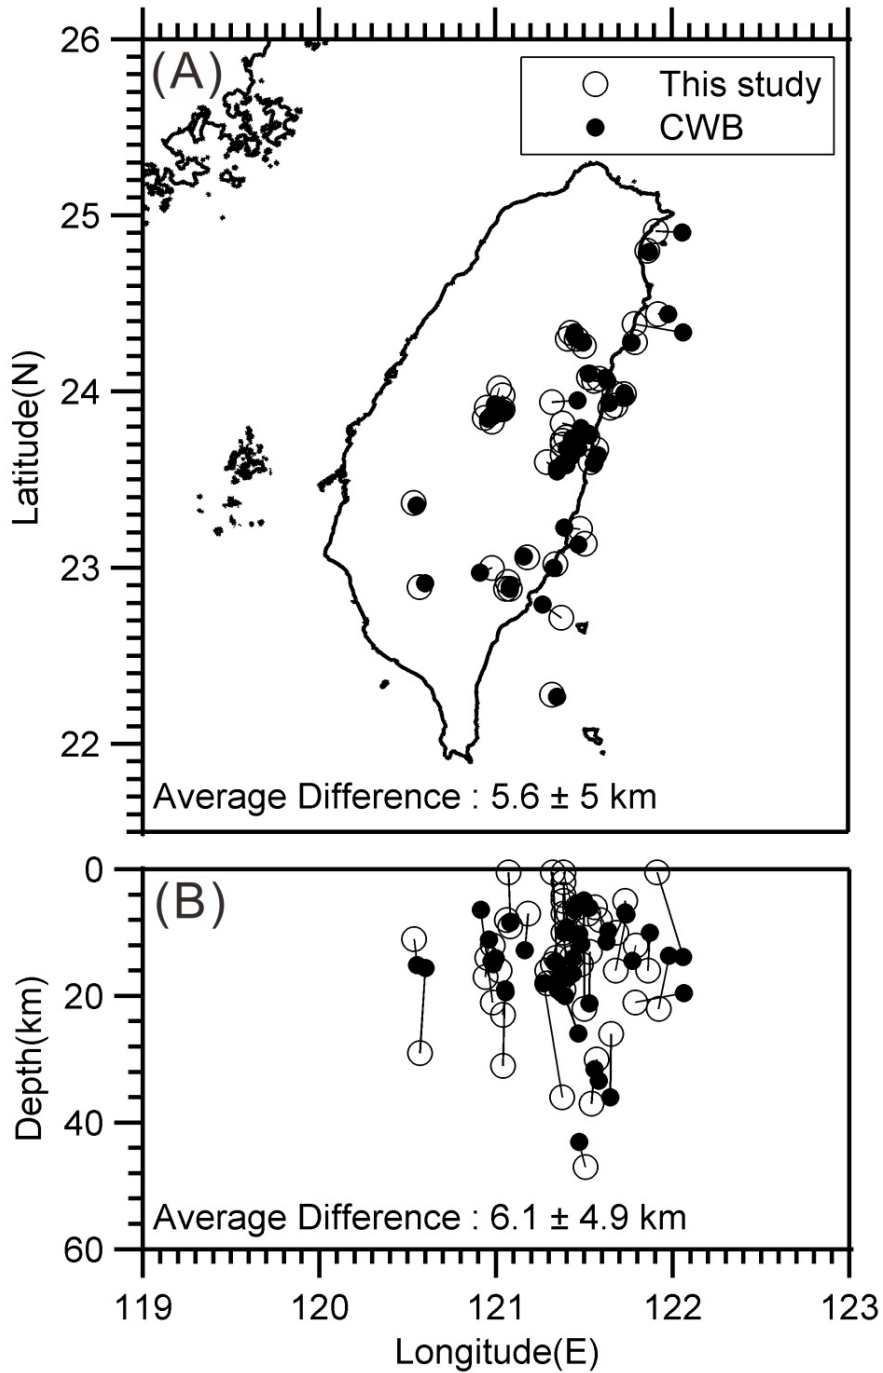 26
(A)
This study
CWB
25
24
Latitude(N)
23
22
Average Difference : 5.6 ± 5 km
0
(B)
20
Depth(km)
40
Average Difference : 6.1 ± 4.9 km
60
119 120 121 122 123
Longitude(E)